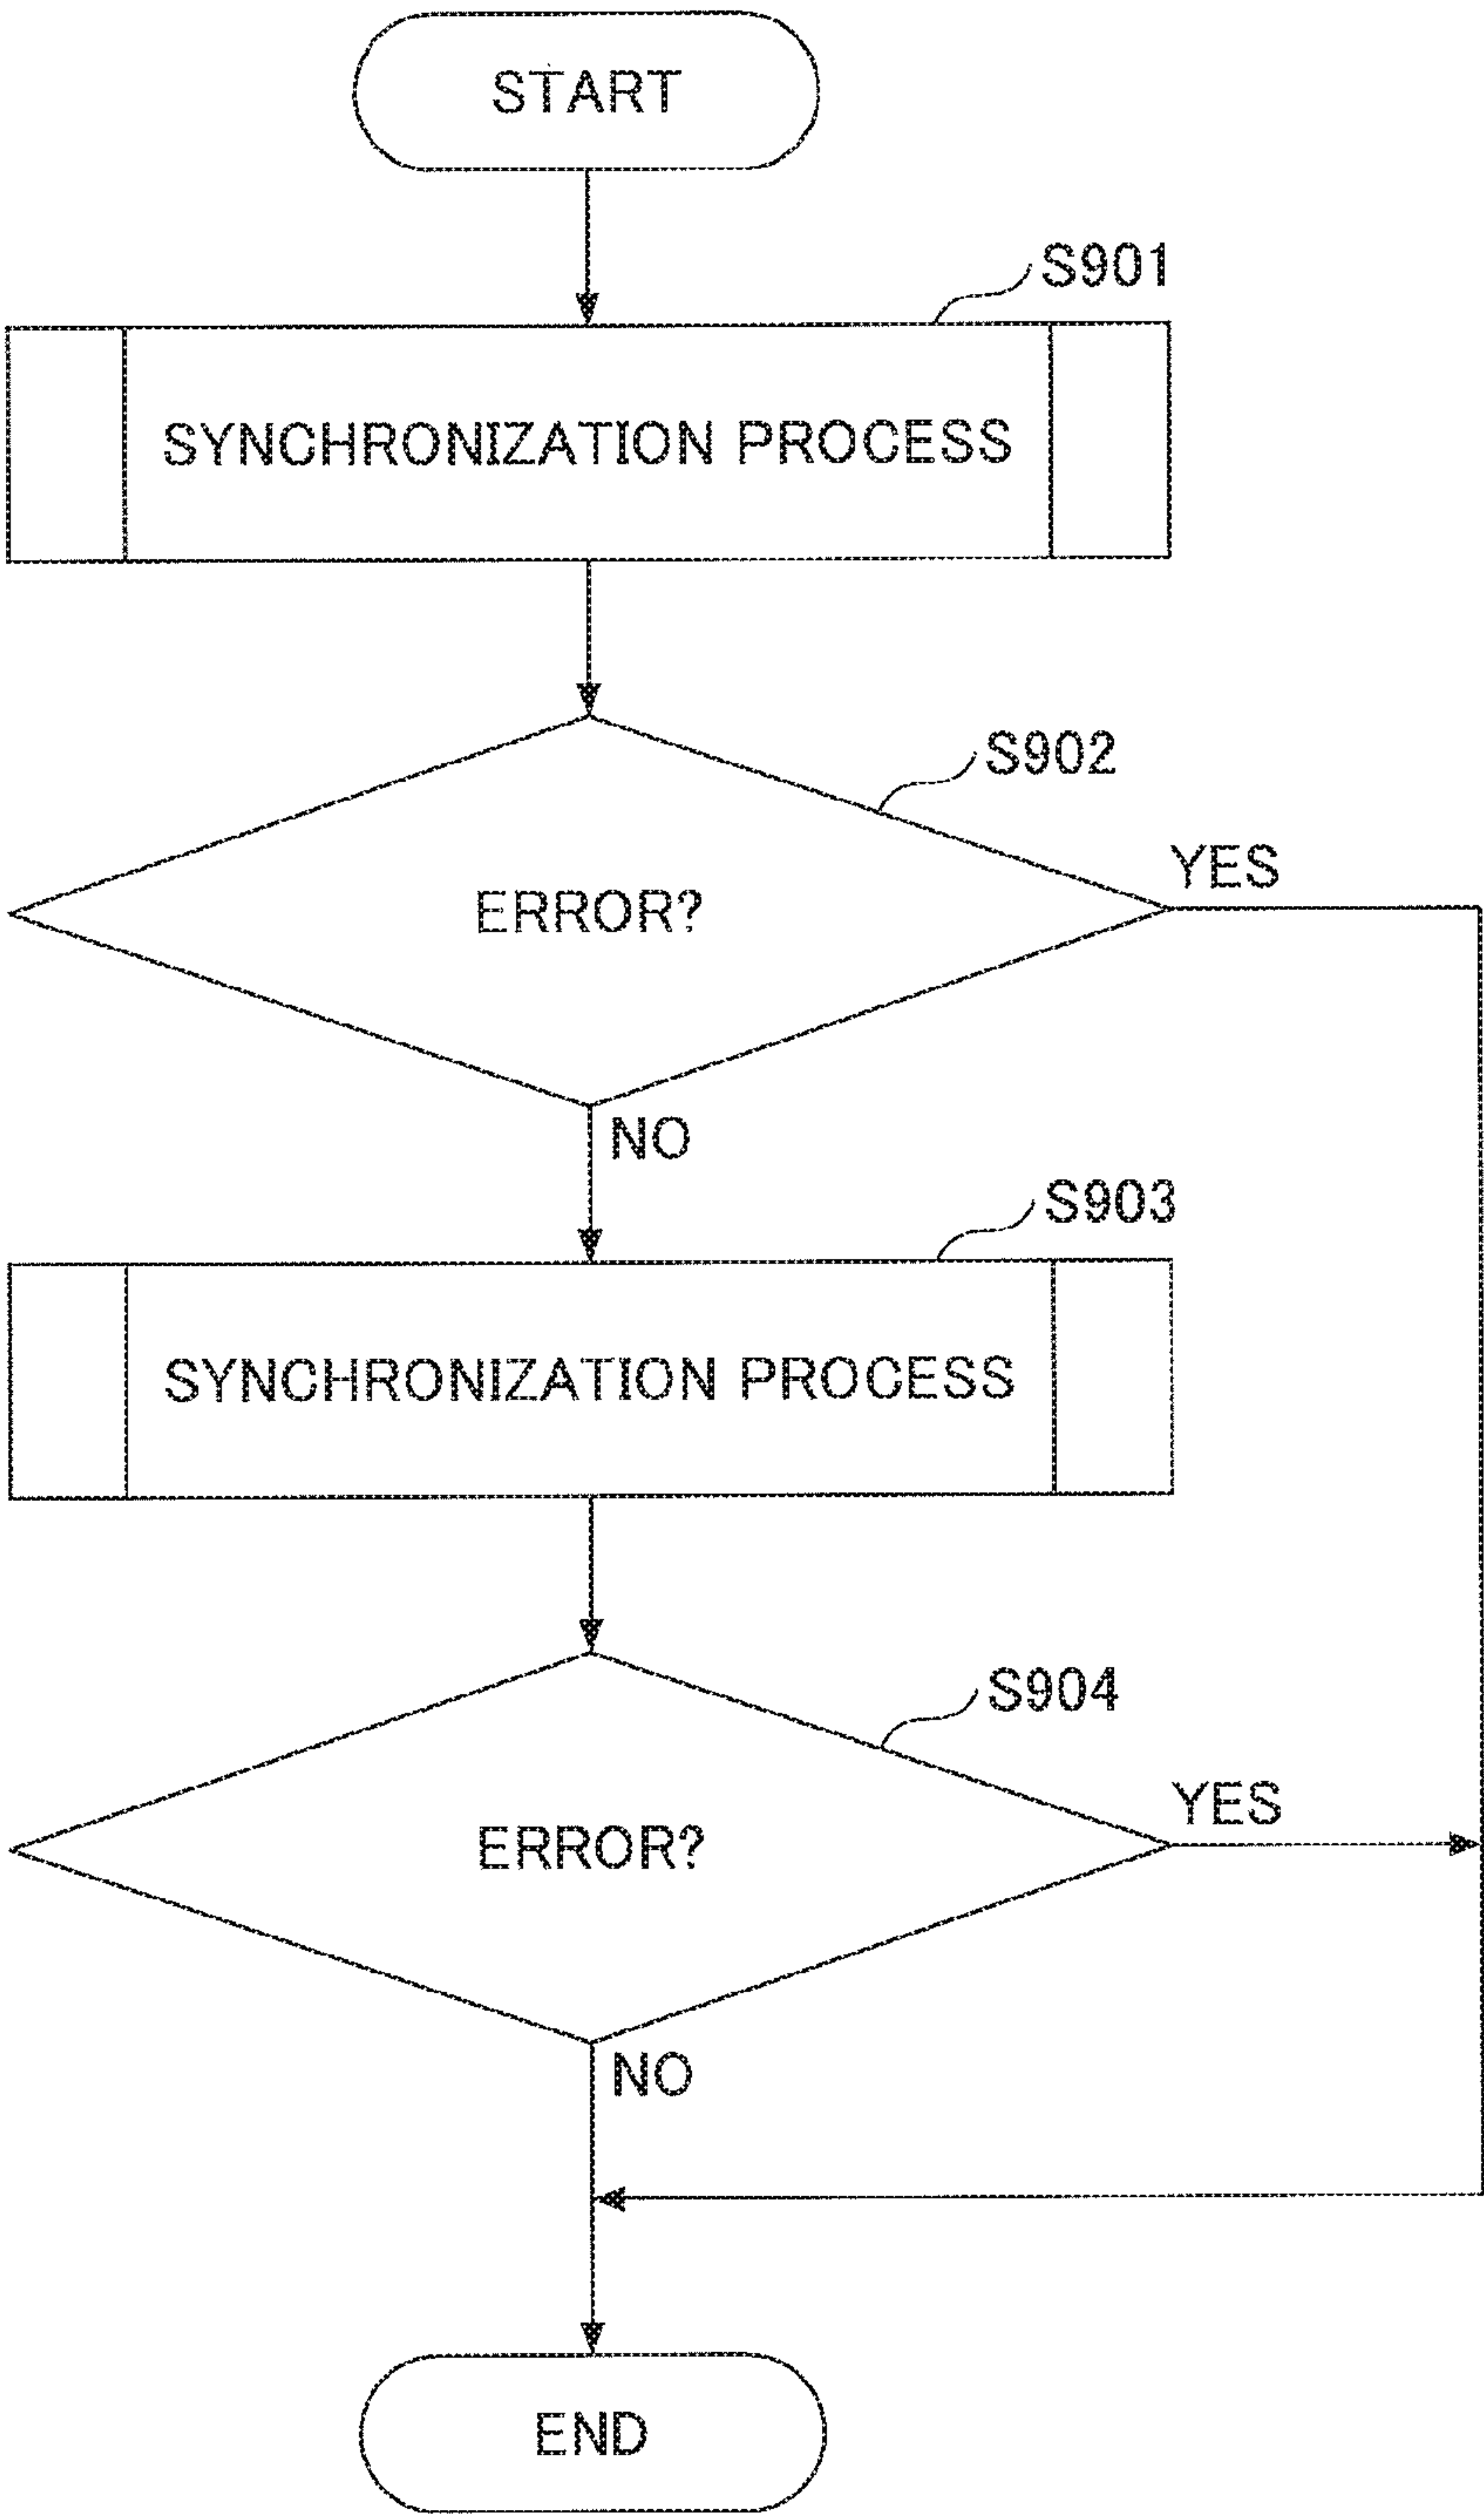 START
S901
SYNCHRONIZATION PROCESS
S902
YES
ERROR?
NO
S903
SYNCHRONIZATION PROCESS
S904
YES
ERROR?
NO
END